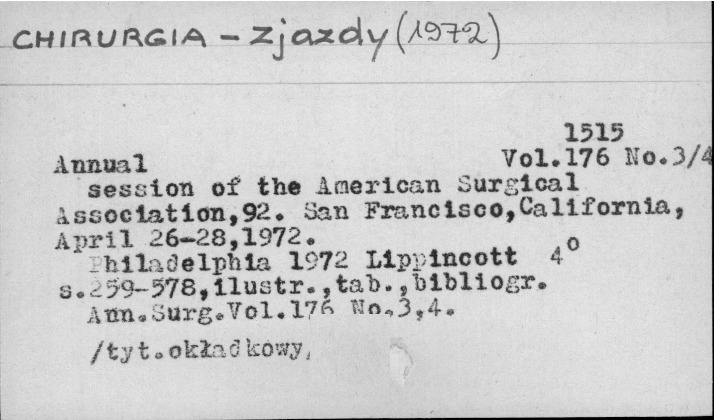 CHIRURGIA - zjazdy (1972)
1515
Annual Vol.176 No.3/4
session of the American Surgical
Association,92. San Francisco,California,
April 26-28,1972.
Philadelphia 1972 Lippincott 4o
s.259-578,ilustr.,tab.,bibliogr.
Ann.Surg.Vol.176 No.3,4.
/tyt.okładkowy/